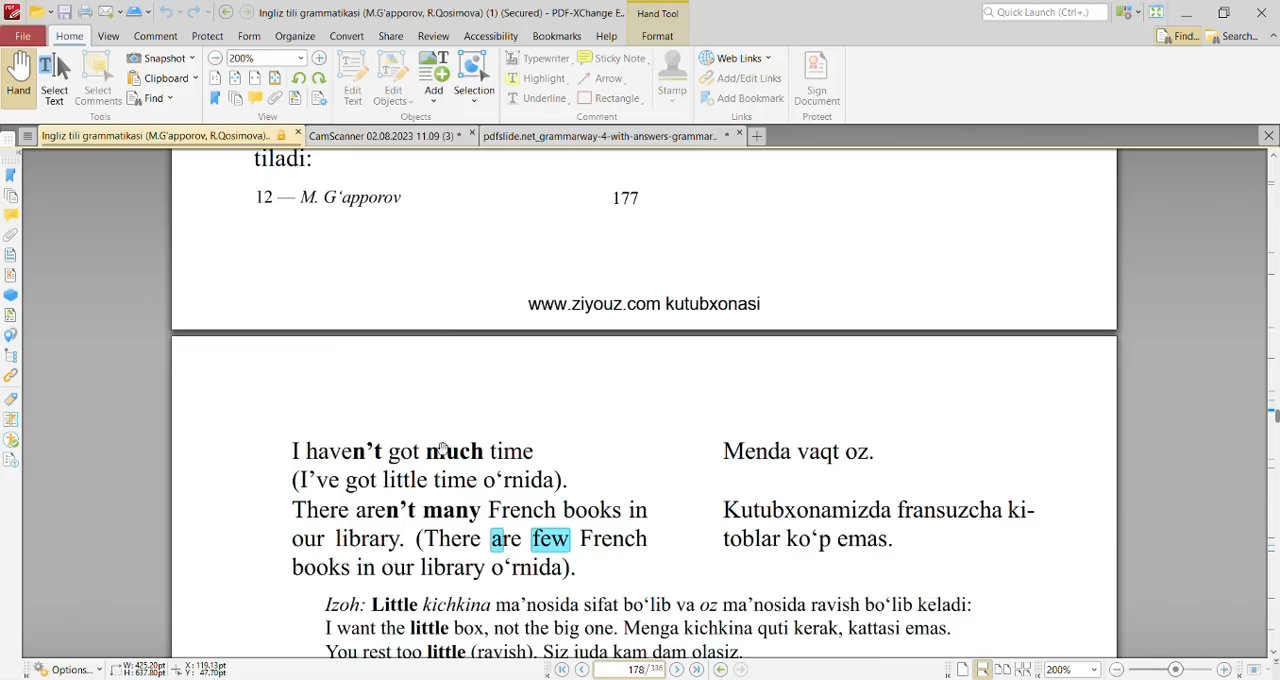 Ingliz tili grammatikasi (M.G'apporov, R.Qosimova) (1) (Secured) - PDF-XChange E..
Hand Tool
Quick Launch (Ctrl+.)
File Home View Comment Protect Form Organize Convert Share Review Accessibility Bookmarks Help Format
Find... Search...
Hand
Select Text
Select Comments
Snapshot
Clipboard
Find
Tools
200%
View
Edit Text
Edit Objects
Add
Selection
Objects
Typewriter Sticky Note
Highlight Arrow
Underline Rectangle
Stamp
Comment
Web Links
Add/Edit Links
Add Bookmark
Links
Sign Document
Protect
Ingliz tili grammatikasi (M.G'apporov, R.Qosimova)..
CamScanner 02.08.2023 11.09 (3) *
pdfslide.net_grammarway-4-with-answers-grammar... *
tiladi:
12 — M. G‘apporov 177
www.ziyouz.com kutubxonasi
I haven’t got much time Menda vaqt oz.
(I’ve got little time o‘rnida).
There aren’t many French books in Kutubxonamizda fransuzcha ki-
our library. (There are few French toblar ko‘p emas.
books in our library o‘rnida).
Izoh: Little kichkina ma’nosida sifat bo‘lib va oz ma’nosida ravish bo‘lib keladi:
I want the little box, not the big one. Menga kichkina quti kerak, kattasi emas.
You rest too little (ravish). Siz juda kam dam olasiz.
Options...
W: 425.20pt
H: 637.80pt
X: 119.13pt
Y: 47.70pt
178 / 336
200%